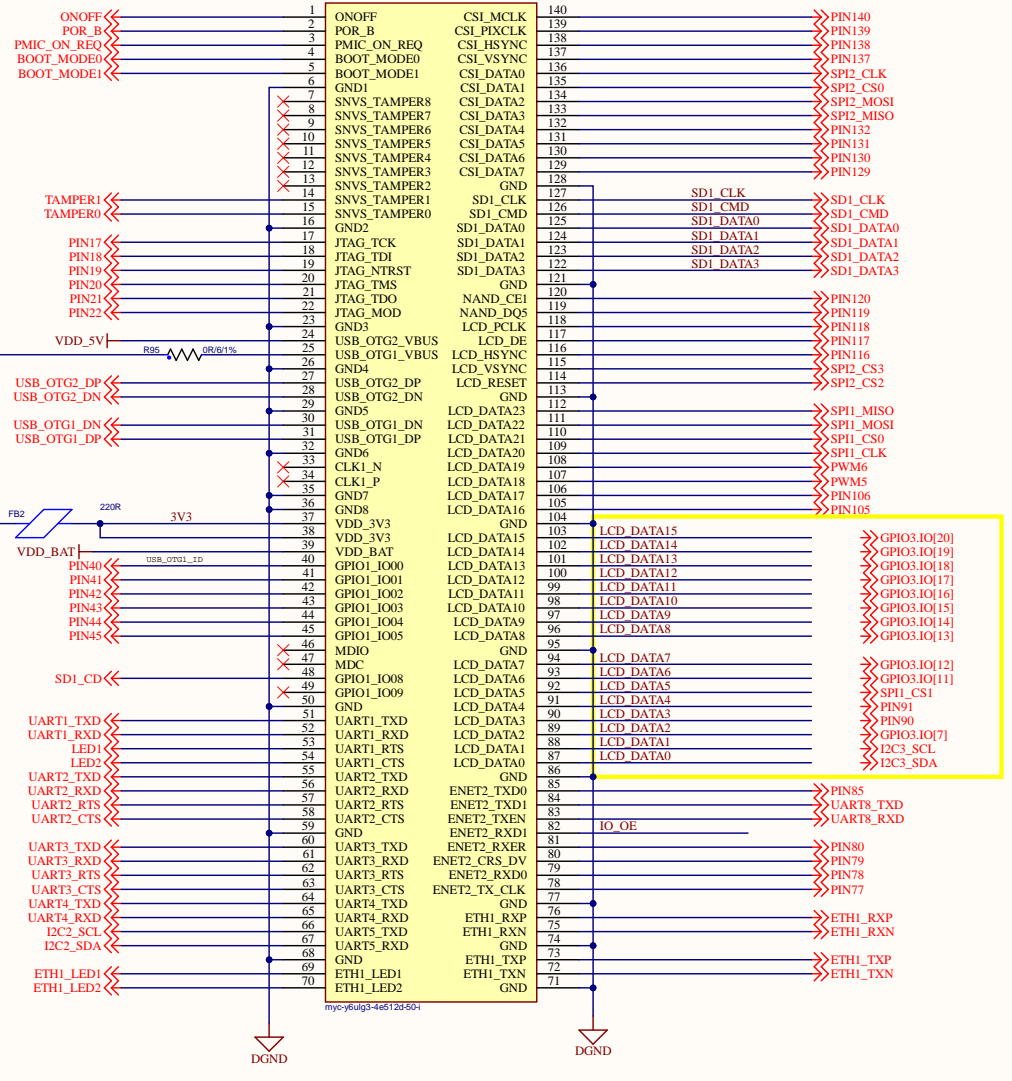 ONOFF 1 ONOFF CSI_MCLK 140 PIN140
POR_B 2 POR_B CSI_PIXCLK 139 PIN139
PMIC_ON_REQ 3 PMIC_ON_REQ CSI_HSYNC 138 PIN138
BOOT_MODE0 4 BOOT_MODE0 CSI_VSYNC 137 PIN137
BOOT_MODE1 5 BOOT_MODE1 CSI_DATA0 136 SPI2_CLK
6 GND1 CSI_DATA1 135 SPI2_CS0
7 SNVS_TAMPER8 CSI_DATA2 134 SPI2_MOSI
8 SNVS_TAMPER7 CSI_DATA3 133 SPI2_MISO
9 SNVS_TAMPER6 CSI_DATA4 132 PIN132
10 SNVS_TAMPER5 CSI_DATA5 131 PIN131
11 SNVS_TAMPER4 CSI_DATA6 130 PIN130
12 SNVS_TAMPER3 CSI_DATA7 129 PIN129
13 SNVS_TAMPER2 GND 128
TAMPER1 14 SNVS_TAMPER1 SD1_CLK 127 SD1_CLK SD1_CLK
TAMPER0 15 SNVS_TAMPER0 SD1_CMD 126 SD1_CMD SD1_CMD
16 GND2 SD1_DATA0 125 SD1_DATA0 SD1_DATA0
PIN17 17 JTAG_TCK SD1_DATA1 124 SD1_DATA1 SD1_DATA1
PIN18 18 JTAG_TDI SD1_DATA2 123 SD1_DATA2 SD1_DATA2
PIN19 19 JTAG_NTRST SD1_DATA3 122 SD1_DATA3 SD1_DATA3
PIN20 20 JTAG_TMS GND 121
PIN21 21 JTAG_TDO NAND_CE1 120 PIN120
PIN22 22 JTAG_MOD NAND_DQ5 119 PIN119
23 GND3 LCD_PCLK 118 PIN118
VDD_5V 24 USB_OTG2_VBUS LCD_DE 117 PIN117
R95 0R/6/1% 25 USB_OTG1_VBUS LCD_HSYNC 116 PIN116
26 GND4 LCD_VSYNC 115 SPI2_CS3
USB_OTG2_DP 27 USB_OTG2_DP LCD_RESET 114 SPI2_CS2
USB_OTG2_DN 28 USB_OTG2_DN GND 113
29 GND5 LCD_DATA23 112 SPI1_MISO
USB_OTG1_DN 30 USB_OTG1_DN LCD_DATA22 111 SPI1_MOSI
USB_OTG1_DP 31 USB_OTG1_DP LCD_DATA21 110 SPI1_CS0
32 GND6 LCD_DATA20 109 SPI1_CLK
33 CLK1_N LCD_DATA19 108 PWM6
34 CLK1_P LCD_DATA18 107 PWM5
35 GND7 LCD_DATA17 106 PIN106
36 GND8 LCD_DATA16 105 PIN105
FB2 220R 3V3 37 VDD_3V3 GND 104
38 VDD_3V3 LCD_DATA15 103 LCD_DATA15 GPIO3.IO[20]
VDD_BAT 39 VDD_BAT LCD_DATA14 102 LCD_DATA14 GPIO3.IO[19]
PIN40 USB_OTG1_ID 40 GPIO1_IO00 LCD_DATA13 101 LCD_DATA13 GPIO3.IO[18]
PIN41 41 GPIO1_IO01 LCD_DATA12 100 LCD_DATA12 GPIO3.IO[17]
PIN42 42 GPIO1_IO02 LCD_DATA11 99 LCD_DATA11 GPIO3.IO[16]
PIN43 43 GPIO1_IO03 LCD_DATA10 98 LCD_DATA10 GPIO3.IO[15]
PIN44 44 GPIO1_IO04 LCD_DATA9 97 LCD_DATA9 GPIO3.IO[14]
PIN45 45 GPIO1_IO05 LCD_DATA8 96 LCD_DATA8 GPIO3.IO[13]
46 MDIO GND 95
47 MDC LCD_DATA7 94 LCD_DATA7 GPIO3.IO[12]
SD1_CD 48 GPIO1_IO08 LCD_DATA6 93 LCD_DATA6 GPIO3.IO[11]
49 GPIO1_IO09 LCD_DATA5 92 LCD_DATA5 SPI1_CS1
50 GND LCD_DATA4 91 LCD_DATA4 PIN91
UART1_TXD 51 UART1_TXD LCD_DATA3 90 LCD_DATA3 PIN90
UART1_RXD 52 UART1_RXD LCD_DATA2 89 LCD_DATA2 GPIO3.IO[7]
LED1 53 UART1_RTS LCD_DATA1 88 LCD_DATA1 I2C3_SCL
LED2 54 UART1_CTS LCD_DATA0 87 LCD_DATA0 I2C3_SDA
UART2_TXD 55 UART2_TXD GND 86
UART2_RXD 56 UART2_RXD ENET2_TXD0 85 PIN85
UART2_RTS 57 UART2_RTS ENET2_TXD1 84 UART8_TXD
UART2_CTS 58 UART2_CTS ENET2_TXEN 83 UART8_RXD
59 GND ENET2_RXD1 82 IO_OE
UART3_TXD 60 UART3_TXD ENET2_RXER 81 PIN80
UART3_RXD 61 UART3_RXD ENET2_CRS_DV 80 PIN79
UART3_RTS 62 UART3_RTS ENET2_RXD0 79 PIN78
UART3_CTS 63 UART3_CTS ENET2_TX_CLK 78 PIN77
UART4_TXD 64 UART4_TXD GND 77
UART4_RXD 65 UART4_RXD ETH1_RXP 76 ETH1_RXP
I2C2_SCL 66 UART5_TXD ETH1_RXN 75 ETH1_RXN
I2C2_SDA 67 UART5_RXD GND 74
68 GND ETH1_TXP 73 ETH1_TXP
ETH1_LED1 69 ETH1_LED1 ETH1_TXN 72 ETH1_TXN
ETH1_LED2 70 ETH1_LED2 GND 71
myc-y6ulg3-4e512d-50-i
DGND DGND